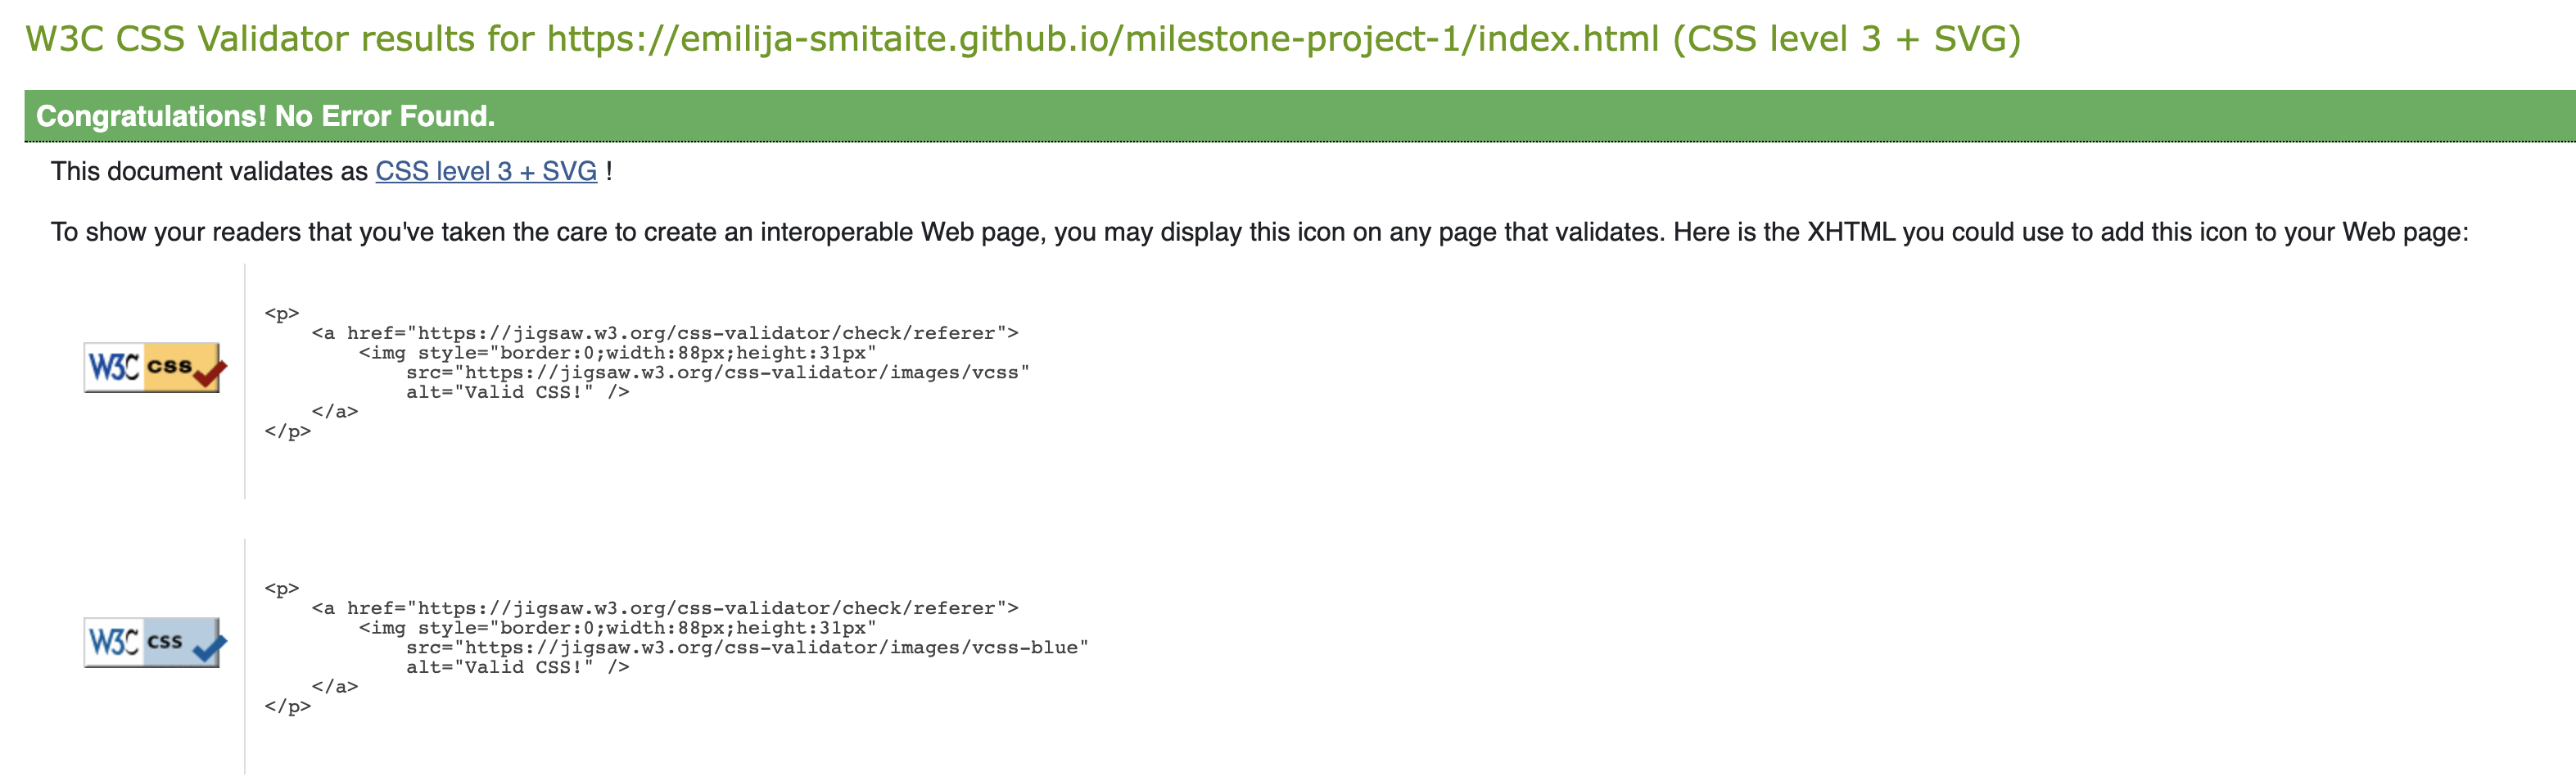 W3C CSS Validator results for https://emilija-smitaite.github.io/milestone-project-1/index.html (CSS level 3 + SVG)
Congratulations! No Error Found.
This document validates as CSS level 3 + SVG !
To show your readers that you've taken the care to create an interoperable Web page, you may display this icon on any page that validates. Here is the XHTML you could use to add this icon to your Web page:
W3C css
<p>
    <a href="https://jigsaw.w3.org/css-validator/check/referer">
        <img style="border:0;width:88px;height:31px"
            src="https://jigsaw.w3.org/css-validator/images/vcss"
            alt="Valid CSS!" />
    </a>
</p>
W3C css
<p>
    <a href="https://jigsaw.w3.org/css-validator/check/referer">
        <img style="border:0;width:88px;height:31px"
            src="https://jigsaw.w3.org/css-validator/images/vcss-blue"
            alt="Valid CSS!" />
    </a>
</p>